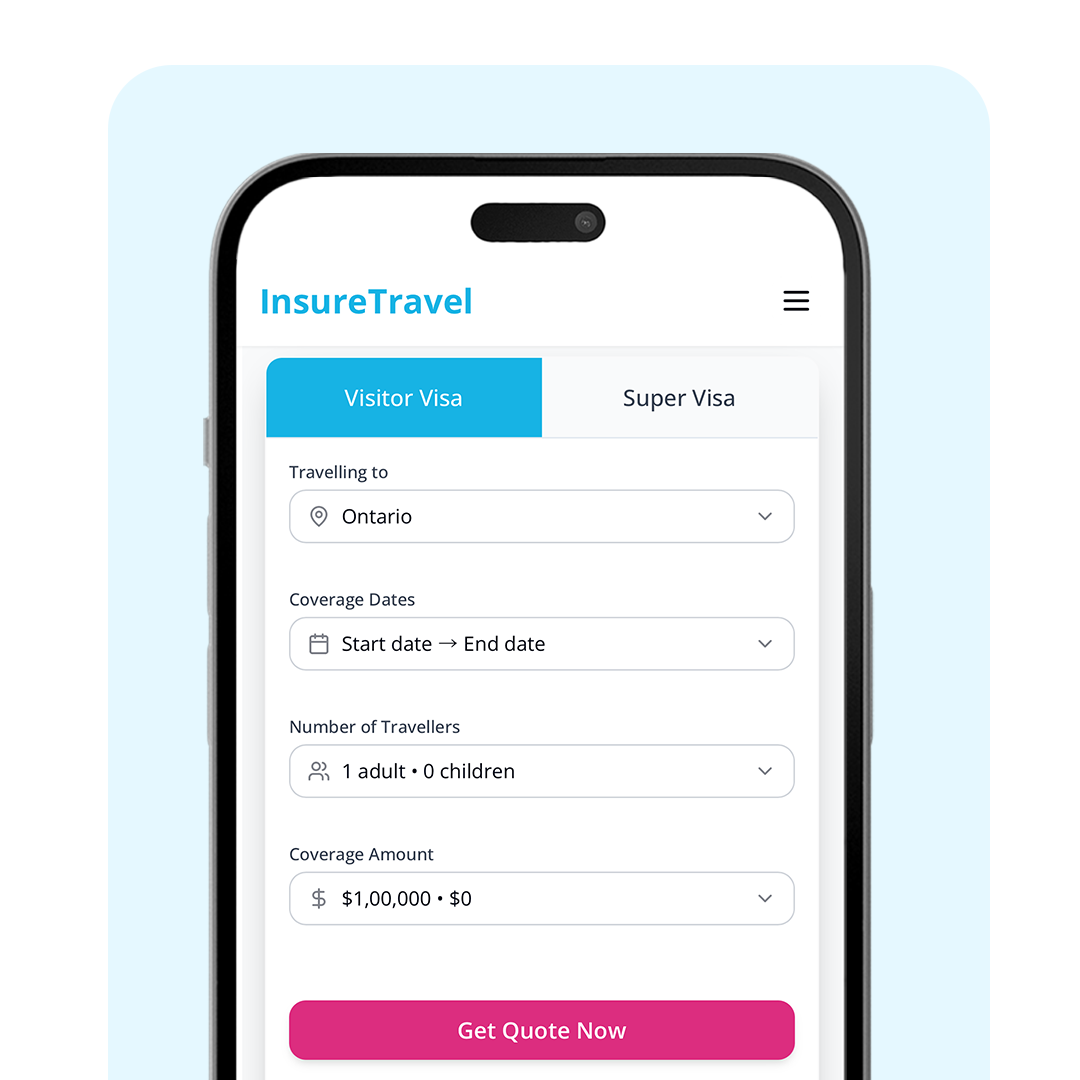 InsureTravel
Visitor Visa
Super Visa
Travelling to
Ontario
Coverage Dates
Start date → End date
Number of Travellers
1 adult • 0 children
Coverage Amount
$1,00,000 • $0
Get Quote Now